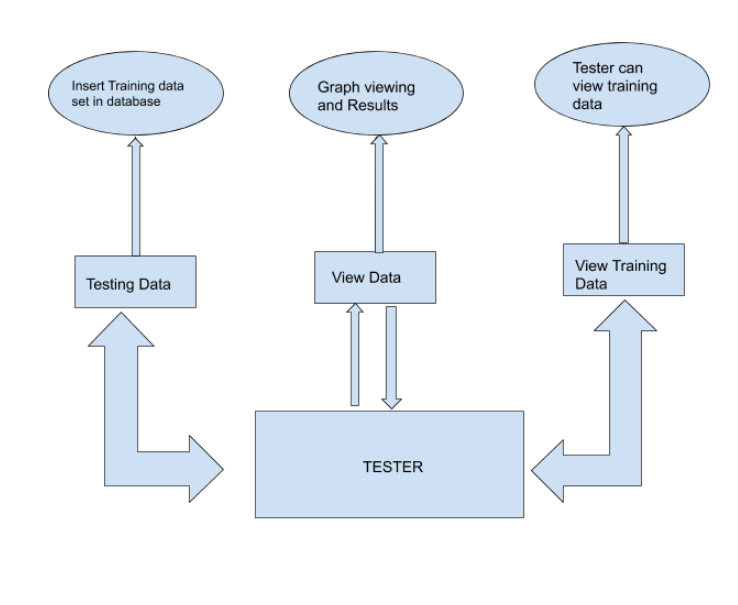 Insert Training data
set in database
Graph viewing
and Results
Tester can
view training
data
Testing Data
View Data
View Training
Data
TESTER